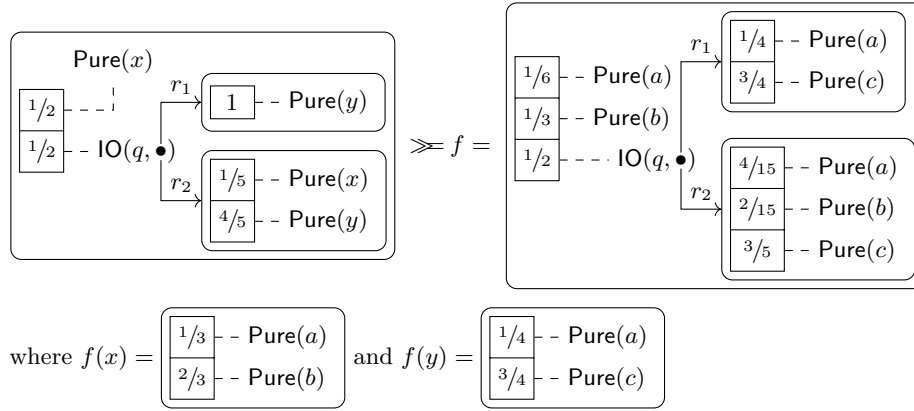 Pure(x)
1/2
1/2 IO(q, •)
r₁ 1 Pure(y)
r₂ 1/5 Pure(x)
4/5 Pure(y)
≫= f =
1/6 Pure(a)
1/3 Pure(b)
1/2 IO(q, •)
r₁ 1/4 Pure(a)
3/4 Pure(c)
r₂ 4/15 Pure(a)
2/15 Pure(b)
3/5 Pure(c)
where f(x) = 1/3 Pure(a)
2/3 Pure(b)
and f(y) = 1/4 Pure(a)
3/4 Pure(c)